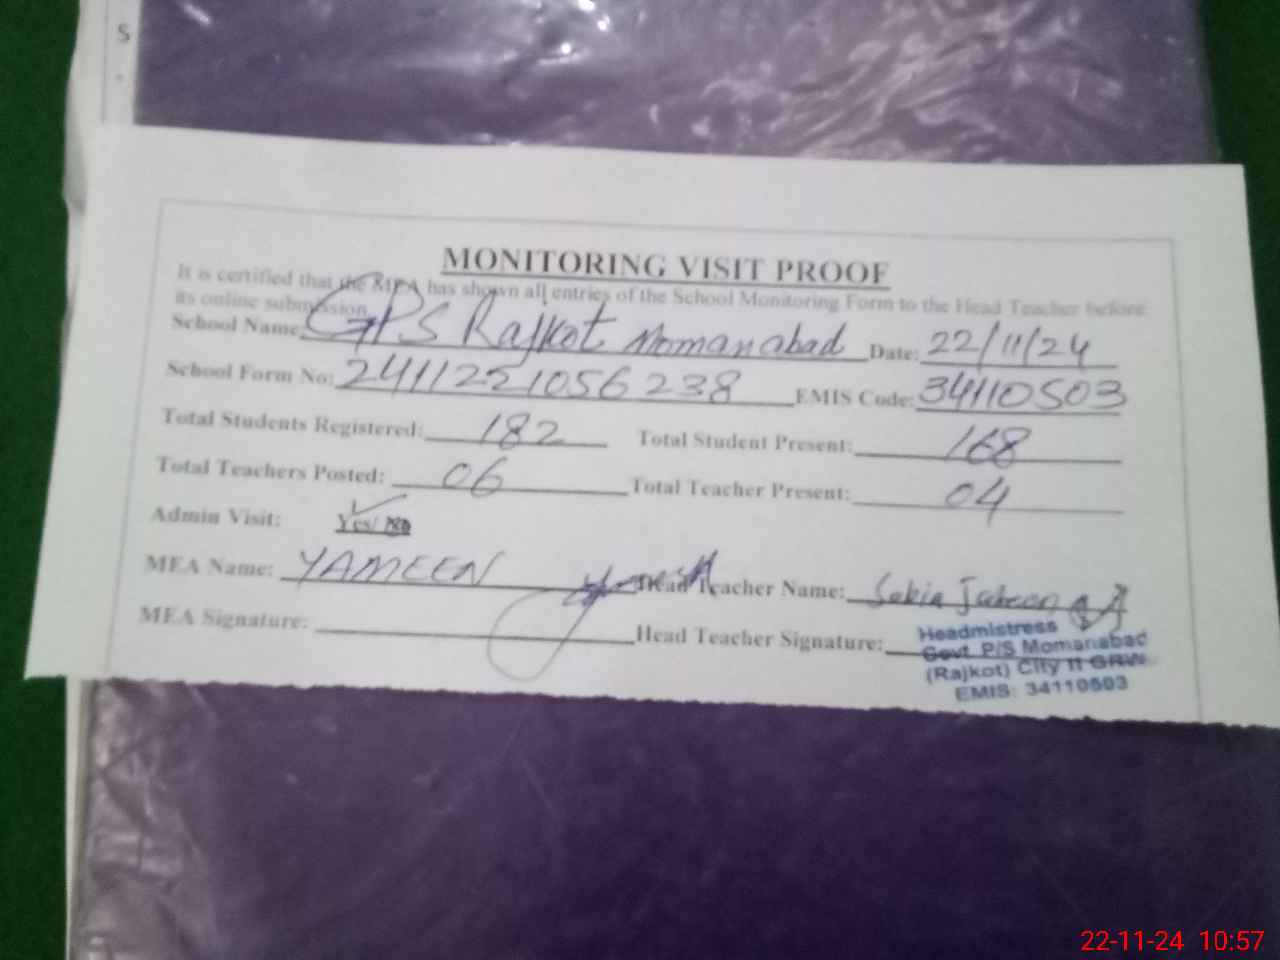 S
MONITORING VISIT PROOF
It is certified that the MEA has shown all entries of the School Monitoring Form to the Head Teacher before
its online submission.
School Name: GPS Rajkot Momanabad Date: 22/11/24
School Form No: 2411221056238 EMIS Code: 34110503
Total Students Registered: 182 Total Student Present: 168
Total Teachers Posted: 06 Total Teacher Present: 04
Admin Visit: Yes/ No
MEA Name: YAMEEN Head Teacher Name: Sakia Jabeen
MEA Signature: Head Teacher Signature:
Headmistress
Govt. P/S Momanabad
(Rajkot) City II GRW
EMIS: 34110503
22-11-24 10:57